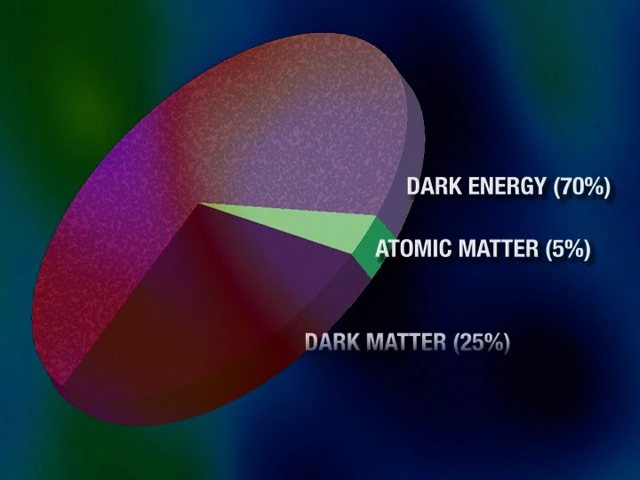 DARK ENERGY (70%)
ATOMIC MATTER (5%)
DARK MATTER (25%)